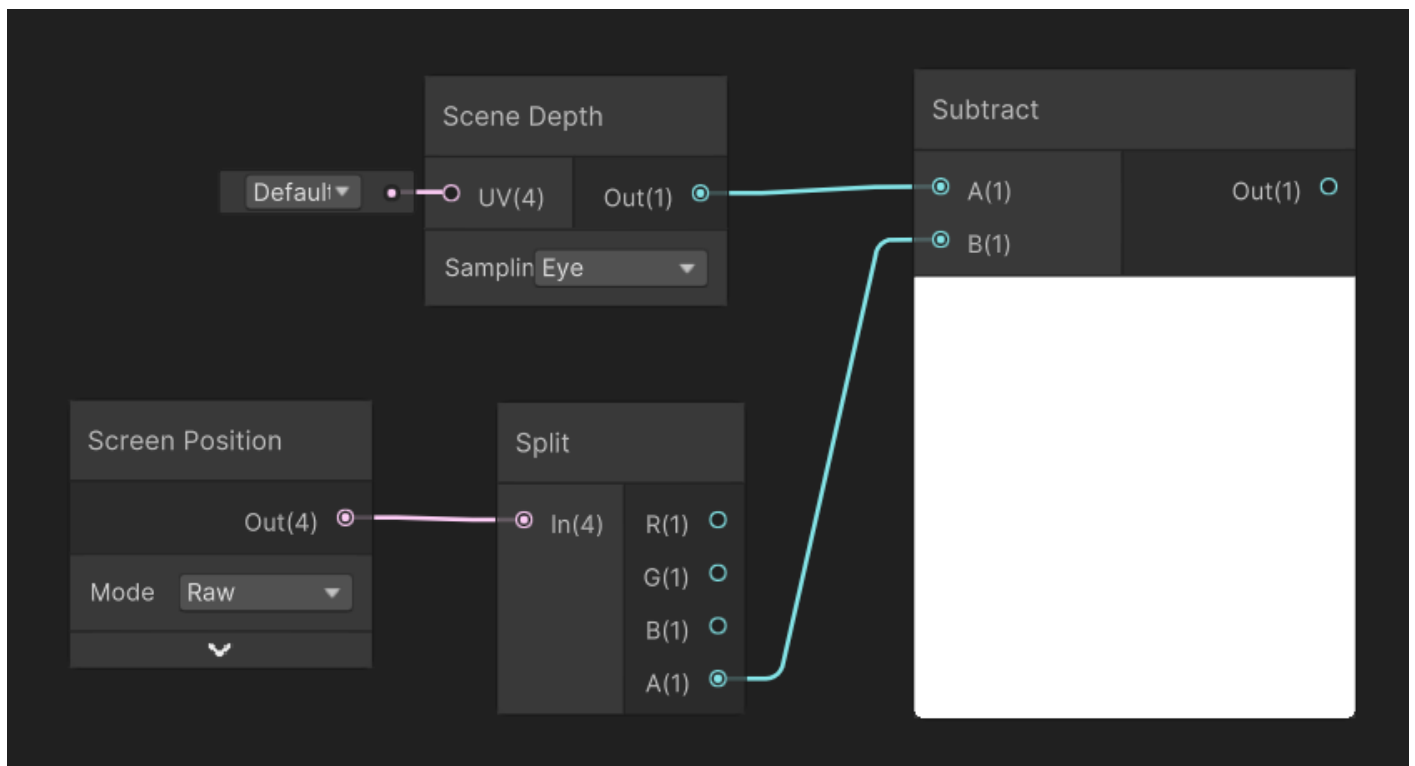 Scene Depth
Default
UV(4)
Out(1)
Samplin
Eye
Subtract
A(1)
Out(1)
B(1)
Screen Position
Out(4)
Mode
Raw
Split
In(4)
R(1)
G(1)
B(1)
A(1)